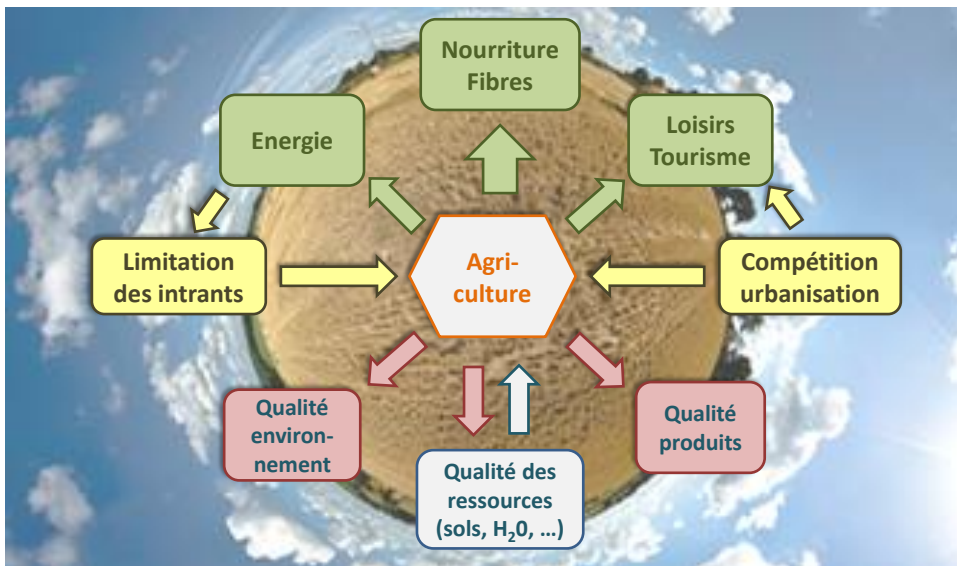 Nourriture
Fibres
Energie
Loisirs
Tourisme
Limitation
des intrants
Agri-
culture
Compétition
urbanisation
Qualité
environ-
nement
Qualité des
ressources
(sols, H₂0, ...)
Qualité
produits